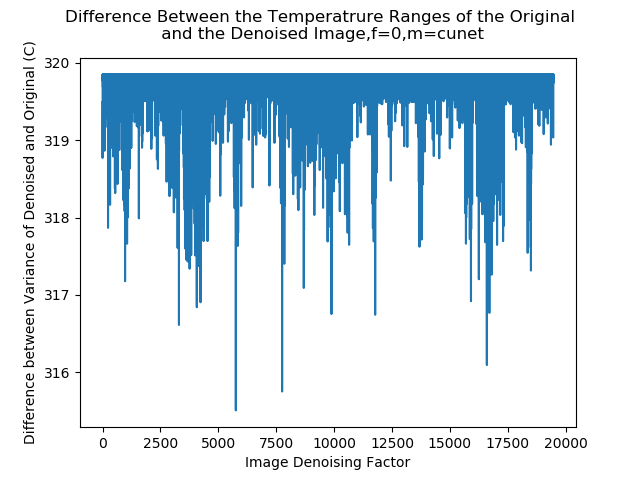 Difference Between the Temperatrure Ranges of the Original
and the Denoised Image,f=0,m=cunet
Difference between Variance of Denoised and Original (C)
320
319
318
317
316
0 2500 5000 7500 10000 12500 15000 17500 20000
Image Denoising Factor